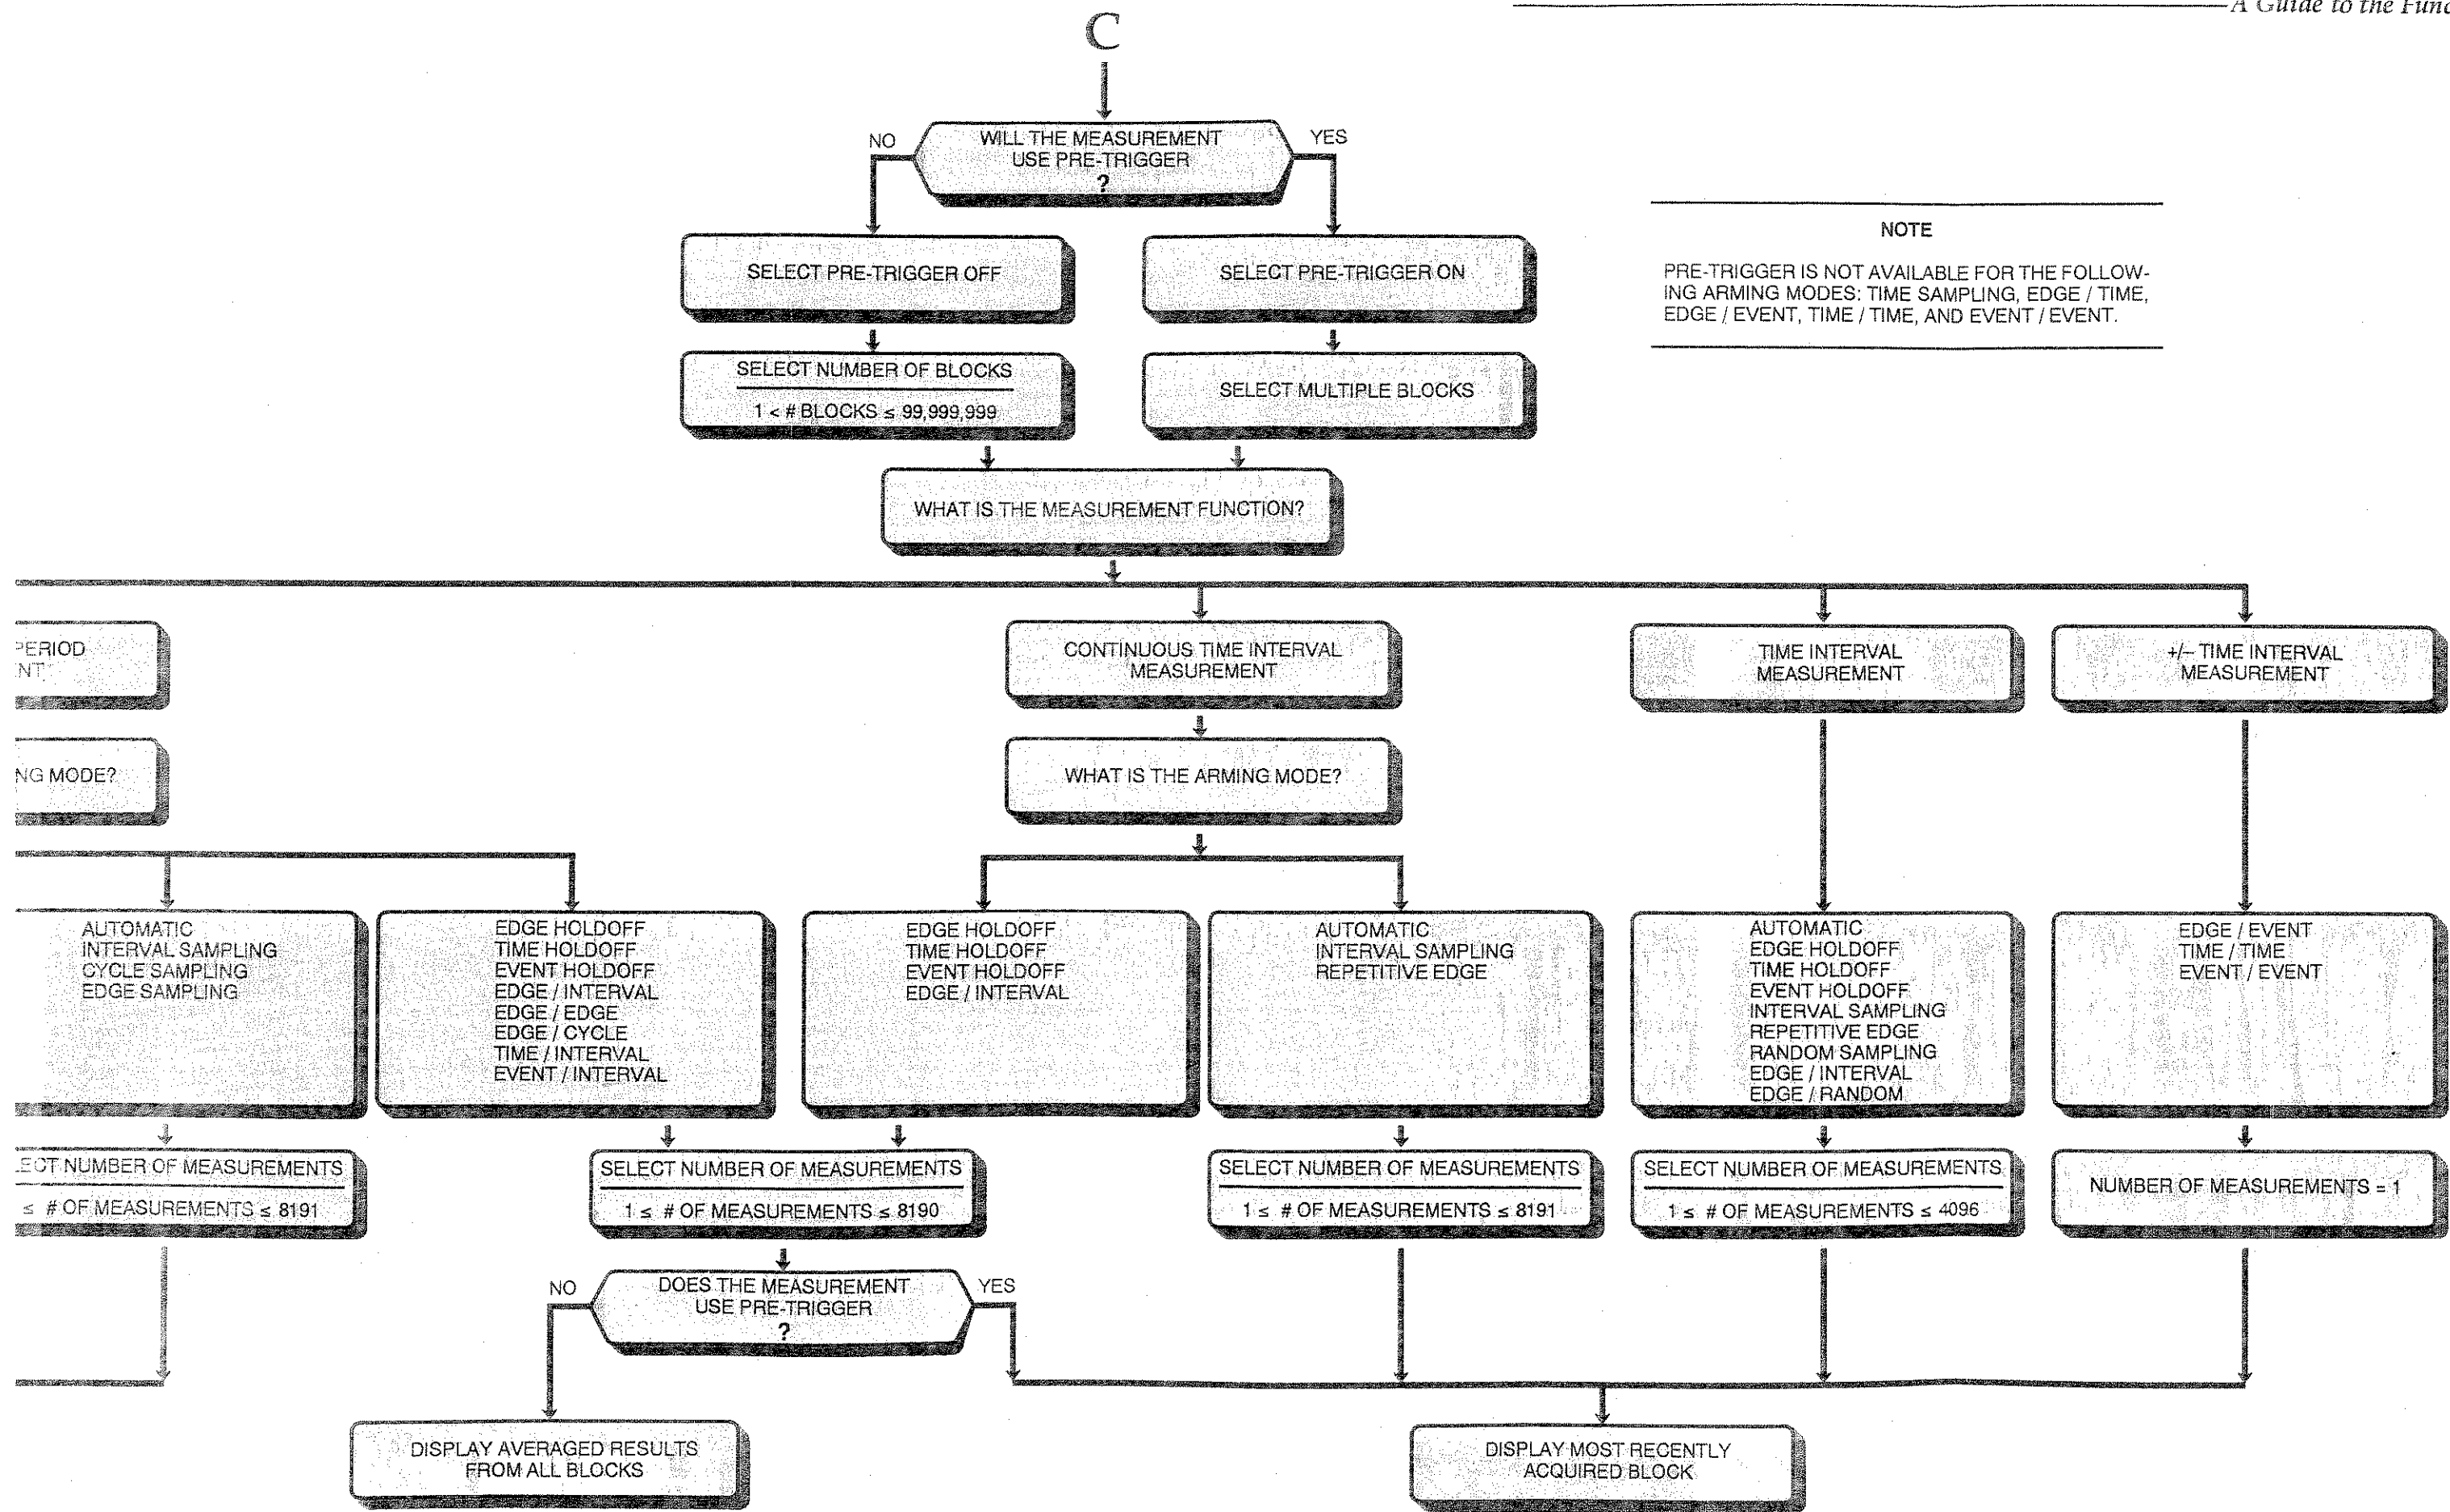 A Guide to the Func
C
WILL THE MEASUREMENT
USE PRE-TRIGGER
?
NO
YES
SELECT PRE-TRIGGER OFF
SELECT PRE-TRIGGER ON
NOTE
PRE-TRIGGER IS NOT AVAILABLE FOR THE FOLLOW-
ING ARMING MODES: TIME SAMPLING, EDGE / TIME,
EDGE / EVENT, TIME / TIME, AND EVENT / EVENT.
SELECT NUMBER OF BLOCKS
1 < # BLOCKS ≤ 99,999,999
SELECT MULTIPLE BLOCKS
WHAT IS THE MEASUREMENT FUNCTION?
PERIOD
NT
CONTINUOUS TIME INTERVAL
MEASUREMENT
TIME INTERVAL
MEASUREMENT
+/– TIME INTERVAL
MEASUREMENT
NG MODE?
WHAT IS THE ARMING MODE?
AUTOMATIC
INTERVAL SAMPLING
CYCLE SAMPLING
EDGE SAMPLING
EDGE HOLDOFF
TIME HOLDOFF
EVENT HOLDOFF
EDGE / INTERVAL
EDGE / EDGE
EDGE / CYCLE
TIME / INTERVAL
EVENT / INTERVAL
EDGE HOLDOFF
TIME HOLDOFF
EVENT HOLDOFF
EDGE / INTERVAL
AUTOMATIC
INTERVAL SAMPLING
REPETITIVE EDGE
AUTOMATIC
EDGE HOLDOFF
TIME HOLDOFF
EVENT HOLDOFF
INTERVAL SAMPLING
REPETITIVE EDGE
RANDOM SAMPLING
EDGE / INTERVAL
EDGE / RANDOM
EDGE / EVENT
TIME / TIME
EVENT / EVENT
LECT NUMBER OF MEASUREMENTS
≤ # OF MEASUREMENTS ≤ 8191
SELECT NUMBER OF MEASUREMENTS
1 ≤ # OF MEASUREMENTS ≤ 8190
SELECT NUMBER OF MEASUREMENTS
1 ≤ # OF MEASUREMENTS ≤ 8191
SELECT NUMBER OF MEASUREMENTS
1 ≤ # OF MEASUREMENTS ≤ 4096
NUMBER OF MEASUREMENTS = 1
NO
DOES THE MEASUREMENT
USE PRE-TRIGGER
?
YES
DISPLAY AVERAGED RESULTS
FROM ALL BLOCKS
DISPLAY MOST RECENTLY
ACQUIRED BLOCK